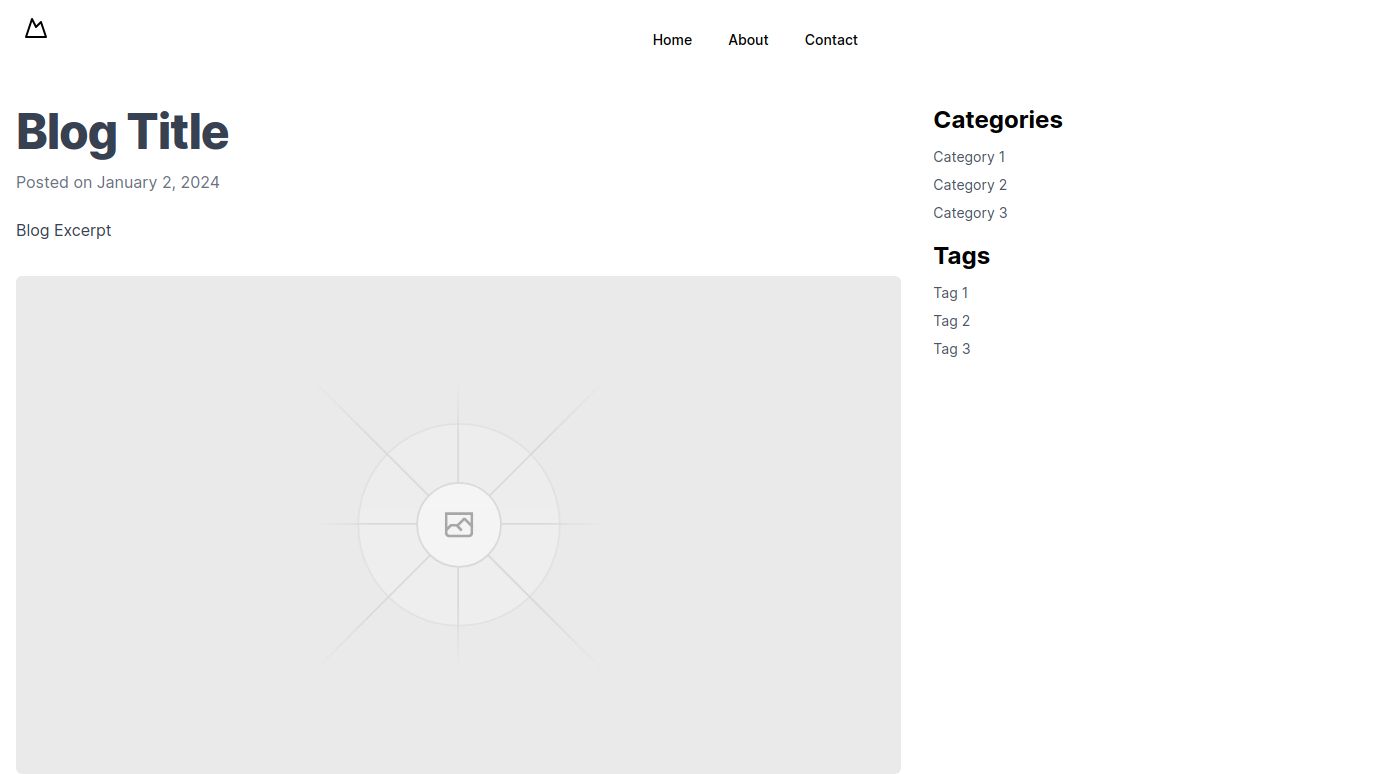 Home About Contact
Blog Title
Posted on January 2, 2024
Blog Excerpt
Categories
Category 1
Category 2
Category 3
Tags
Tag 1
Tag 2
Tag 3